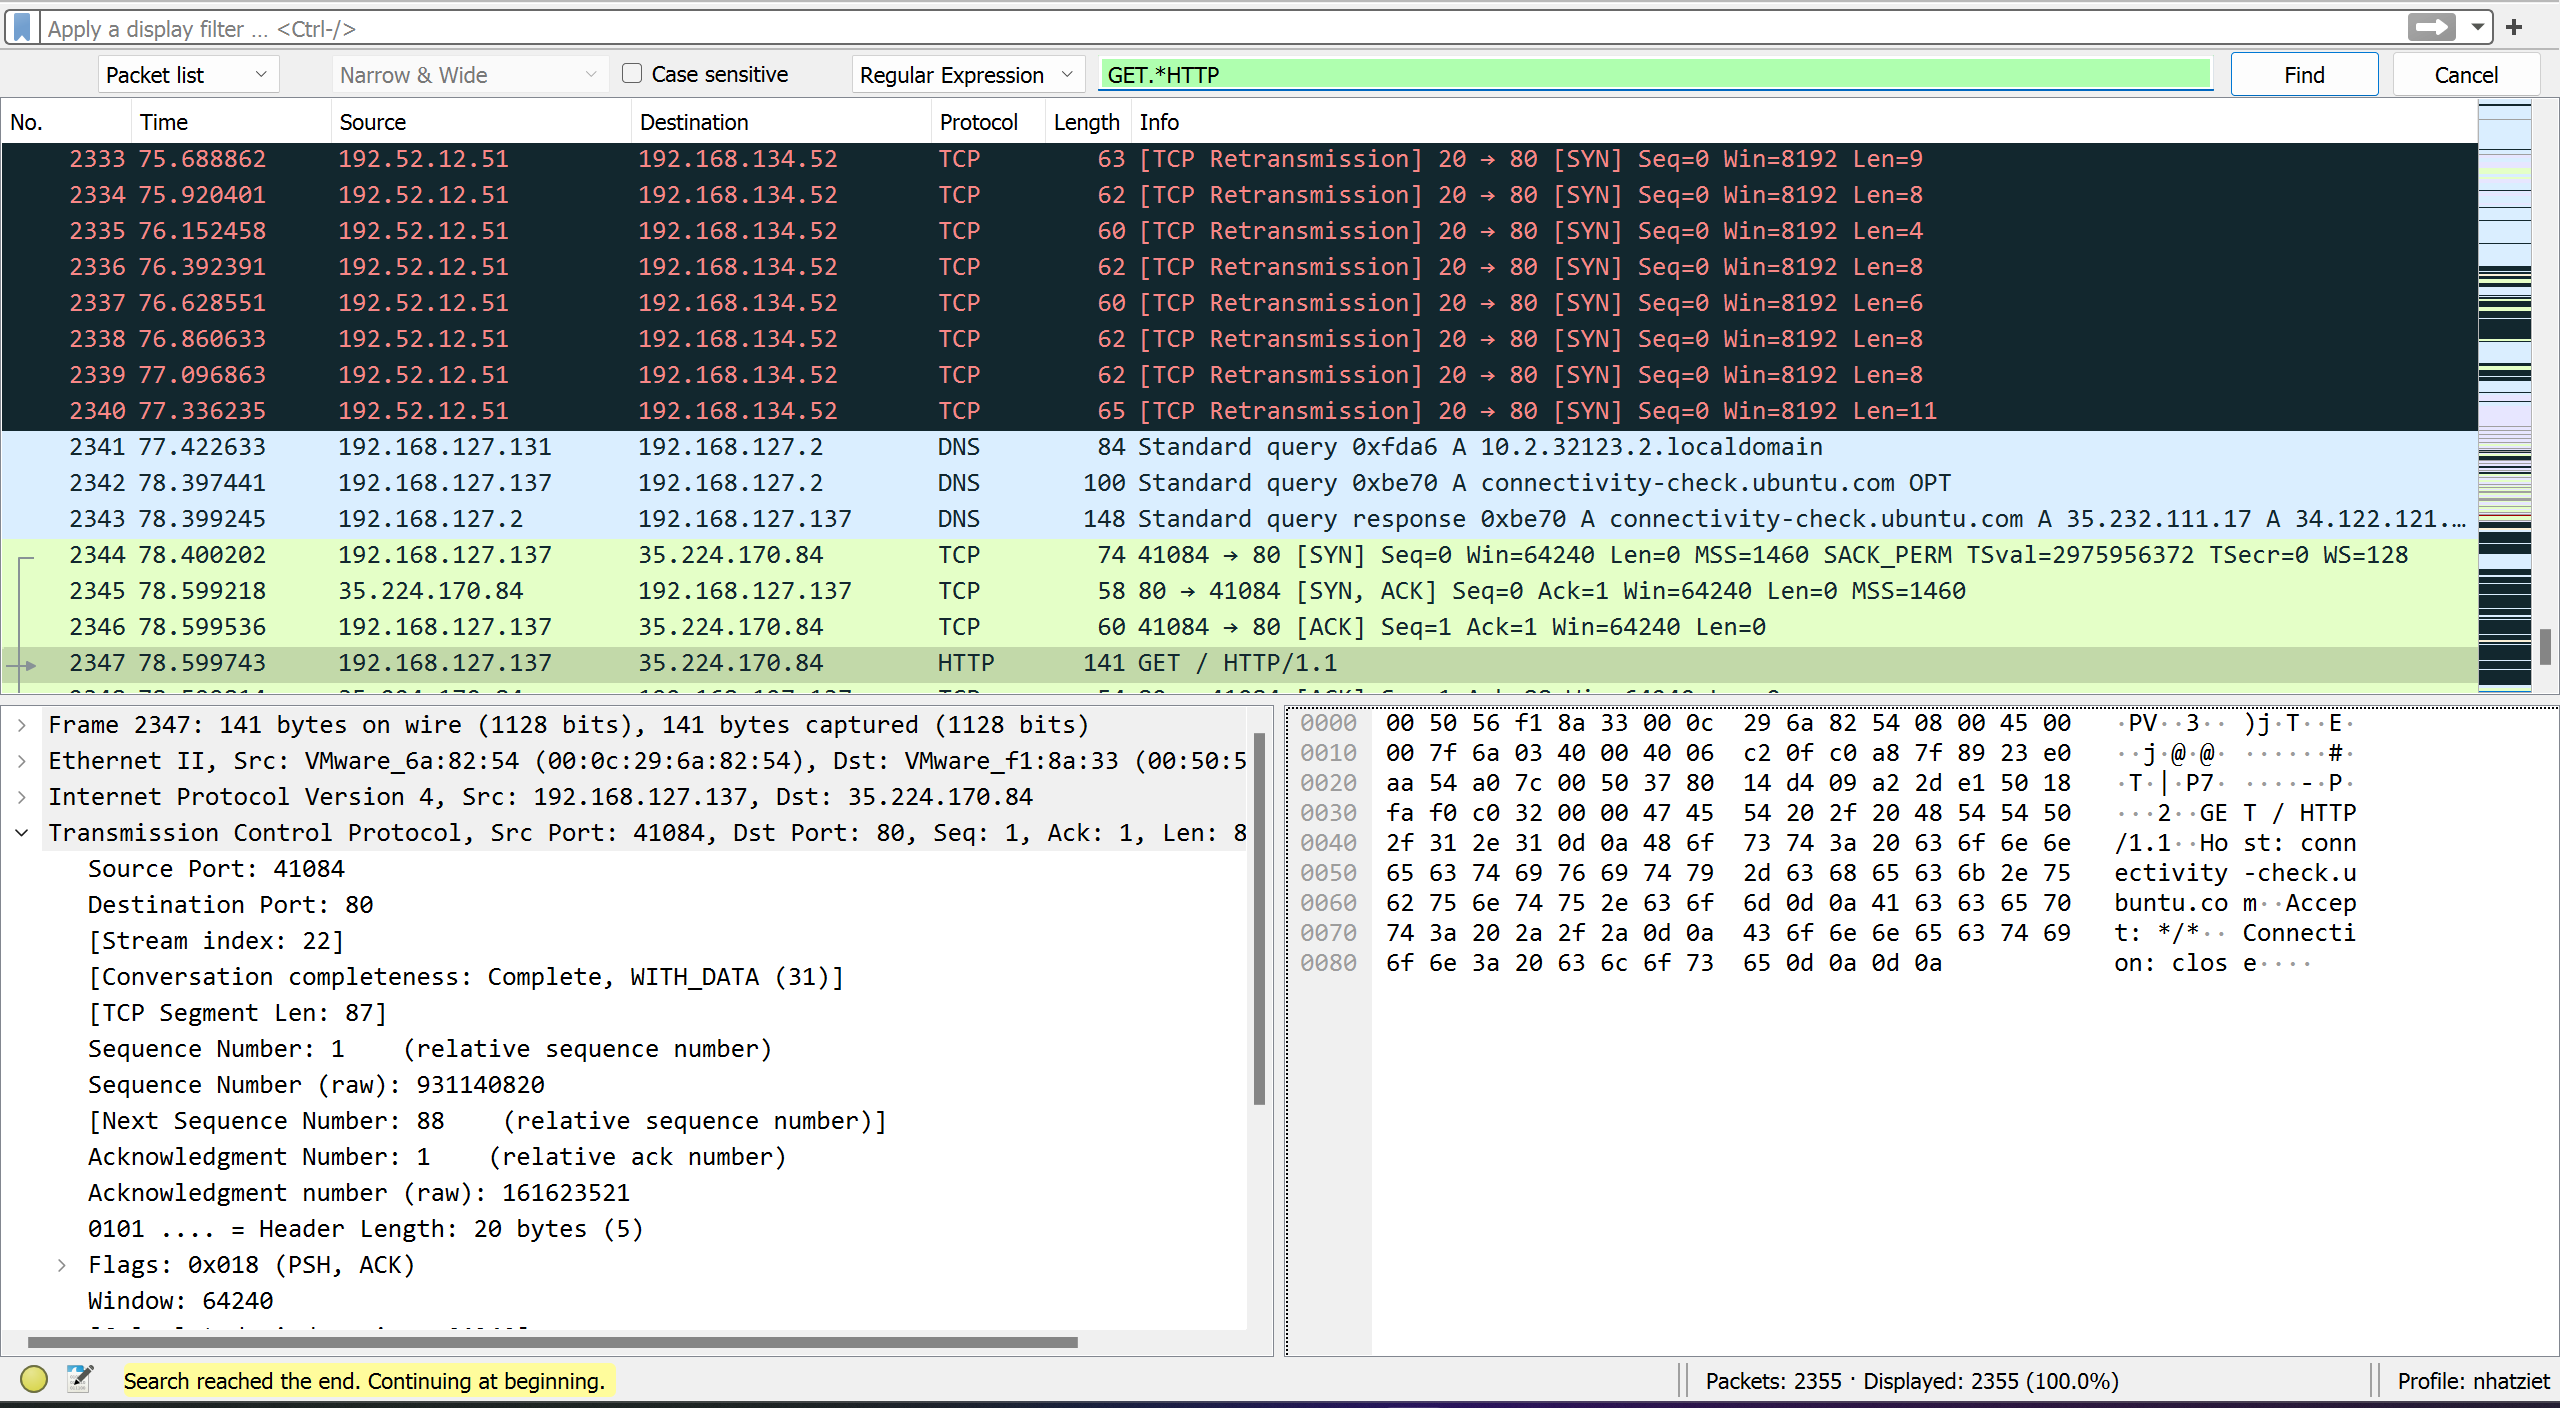 Apply a display filter ... <Ctrl-/>
Packet list Narrow & Wide Case sensitive Regular Expression GET.*HTTP Find Cancel
No. Time Source Destination Protocol Length Info
2333 75.688862 192.52.12.51 192.168.134.52 TCP 63 [TCP Retransmission] 20 → 80 [SYN] Seq=0 Win=8192 Len=9
2334 75.920401 192.52.12.51 192.168.134.52 TCP 62 [TCP Retransmission] 20 → 80 [SYN] Seq=0 Win=8192 Len=8
2335 76.152458 192.52.12.51 192.168.134.52 TCP 60 [TCP Retransmission] 20 → 80 [SYN] Seq=0 Win=8192 Len=4
2336 76.392391 192.52.12.51 192.168.134.52 TCP 62 [TCP Retransmission] 20 → 80 [SYN] Seq=0 Win=8192 Len=8
2337 76.628551 192.52.12.51 192.168.134.52 TCP 60 [TCP Retransmission] 20 → 80 [SYN] Seq=0 Win=8192 Len=6
2338 76.860633 192.52.12.51 192.168.134.52 TCP 62 [TCP Retransmission] 20 → 80 [SYN] Seq=0 Win=8192 Len=8
2339 77.096863 192.52.12.51 192.168.134.52 TCP 62 [TCP Retransmission] 20 → 80 [SYN] Seq=0 Win=8192 Len=8
2340 77.336235 192.52.12.51 192.168.134.52 TCP 65 [TCP Retransmission] 20 → 80 [SYN] Seq=0 Win=8192 Len=11
2341 77.422633 192.168.127.131 192.168.127.2 DNS 84 Standard query 0xfda6 A 10.2.32123.2.localdomain
2342 78.397441 192.168.127.137 192.168.127.2 DNS 100 Standard query 0xbe70 A connectivity-check.ubuntu.com OPT
2343 78.399245 192.168.127.2 192.168.127.137 DNS 148 Standard query response 0xbe70 A connectivity-check.ubuntu.com A 35.232.111.17 A 34.122.121.…
2344 78.400202 192.168.127.137 35.224.170.84 TCP 74 41084 → 80 [SYN] Seq=0 Win=64240 Len=0 MSS=1460 SACK_PERM TSval=2975956372 TSecr=0 WS=128
2345 78.599218 35.224.170.84 192.168.127.137 TCP 58 80 → 41084 [SYN, ACK] Seq=0 Ack=1 Win=64240 Len=0 MSS=1460
2346 78.599536 192.168.127.137 35.224.170.84 TCP 60 41084 → 80 [ACK] Seq=1 Ack=1 Win=64240 Len=0
2347 78.599743 192.168.127.137 35.224.170.84 HTTP 141 GET / HTTP/1.1
Frame 2347: 141 bytes on wire (1128 bits), 141 bytes captured (1128 bits)
Ethernet II, Src: VMware_6a:82:54 (00:0c:29:6a:82:54), Dst: VMware_f1:8a:33 (00:50:5
Internet Protocol Version 4, Src: 192.168.127.137, Dst: 35.224.170.84
Transmission Control Protocol, Src Port: 41084, Dst Port: 80, Seq: 1, Ack: 1, Len: 8
Source Port: 41084
Destination Port: 80
[Stream index: 22]
[Conversation completeness: Complete, WITH_DATA (31)]
[TCP Segment Len: 87]
Sequence Number: 1    (relative sequence number)
Sequence Number (raw): 931140820
[Next Sequence Number: 88    (relative sequence number)]
Acknowledgment Number: 1    (relative ack number)
Acknowledgment number (raw): 161623521
0101 .... = Header Length: 20 bytes (5)
Flags: 0x018 (PSH, ACK)
Window: 64240
0000 00 50 56 f1 8a 33 00 0c 29 6a 82 54 08 00 45 00 ·PV··3·· )j·T··E·
0010 00 7f 6a 03 40 00 40 06 c2 0f c0 a8 7f 89 23 e0 ··j·@·@· ······#·
0020 aa 54 a0 7c 00 50 37 80 14 d4 09 a2 2d e1 50 18 ·T·|·P7· ····-·P·
0030 fa f0 c0 32 00 00 47 45 54 20 2f 20 48 54 54 50 ···2··GE T / HTTP
0040 2f 31 2e 31 0d 0a 48 6f 73 74 3a 20 63 6f 6e 6e /1.1··Ho st: conn
0050 65 63 74 69 76 69 74 79 2d 63 68 65 63 6b 2e 75 ectivity -check.u
0060 62 75 6e 74 75 2e 63 6f 6d 0d 0a 41 63 63 65 70 buntu.co m··Accep
0070 74 3a 20 2a 2f 2a 0d 0a 43 6f 6e 6e 65 63 74 69 t: */*·· Connecti
0080 6f 6e 3a 20 63 6c 6f 73 65 0d 0a 0d 0a on: clos e····
Search reached the end. Continuing at beginning.
Packets: 2355 · Displayed: 2355 (100.0%)
Profile: nhatziet